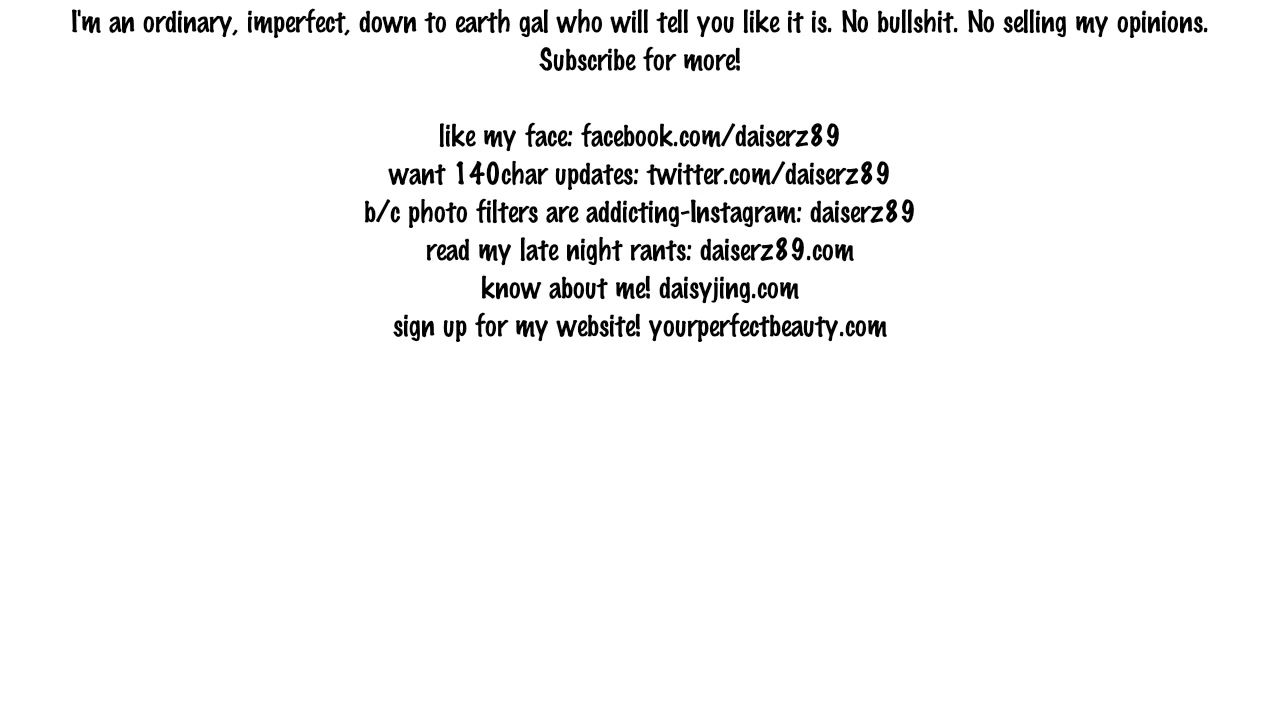 I'm an ordinary, imperfect, down to earth gal who will tell you like it is. No bullshit. No selling my opinions.
Subscribe for more!
like my face: facebook.com/daiserz89
want 140char updates: twitter.com/daiserz89
b/c photo filters are addicting-Instagram: daiserz89
read my late night rants: daiserz89.com
know about me! daisyjing.com
sign up for my website! yourperfectbeauty.com